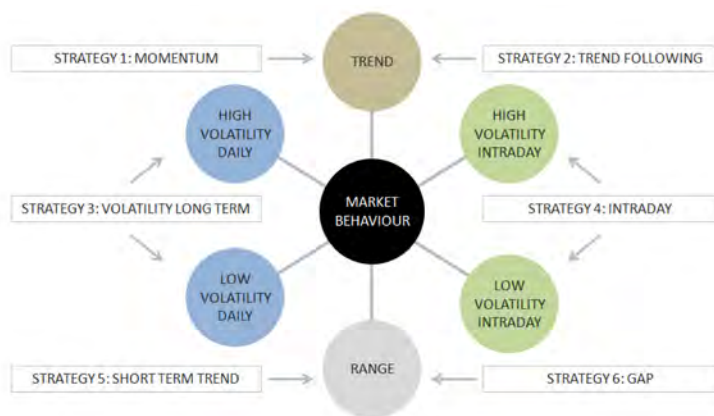 STRATEGY 1: MOMENTUM
TREND
STRATEGY 2: TREND FOLLOWING
HIGH
VOLATILITY
DAILY
HIGH
VOLATILITY
INTRADAY
STRATEGY 3: VOLATILITY LONG TERM
MARKET
BEHAVIOUR
STRATEGY 4: INTRADAY
LOW
VOLATILITY
DAILY
LOW
VOLATILITY
INTRADAY
STRATEGY 5: SHORT TERM TREND
RANGE
STRATEGY 6: GAP